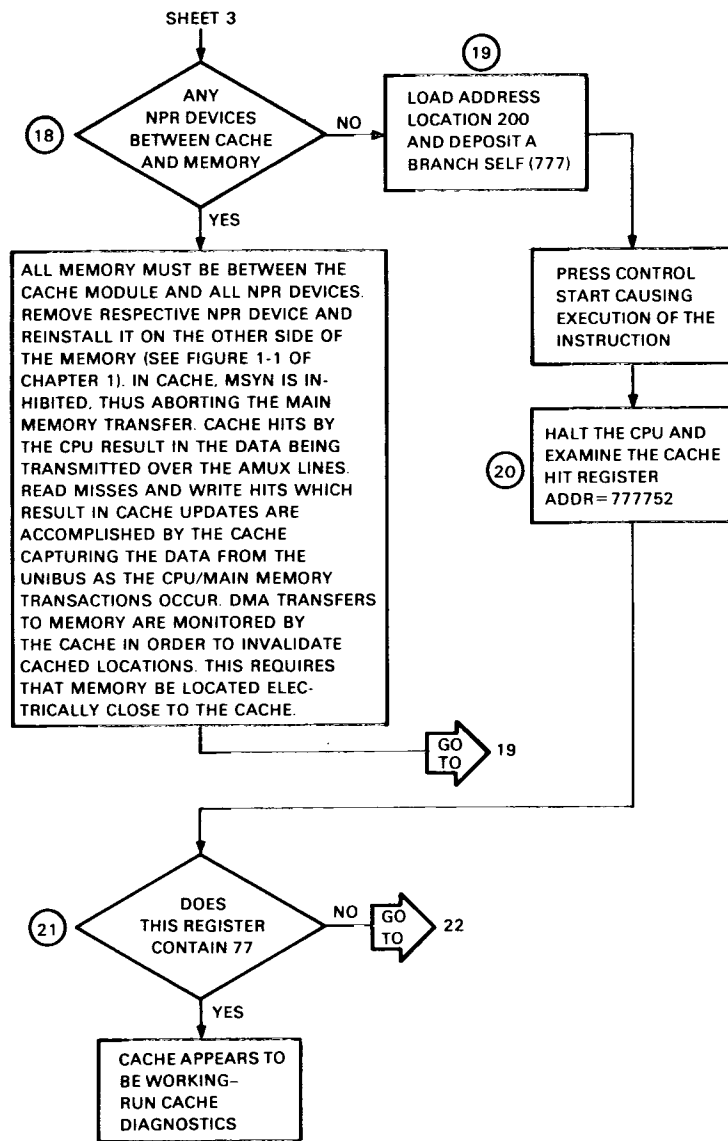 SHEET 3
18
ANY
NPR DEVICES
BETWEEN CACHE
AND MEMORY
NO
YES
19
LOAD ADDRESS
LOCATION 200
AND DEPOSIT A
BRANCH SELF (777)
ALL MEMORY MUST BE BETWEEN THE
CACHE MODULE AND ALL NPR DEVICES.
REMOVE RESPECTIVE NPR DEVICE AND
REINSTALL IT ON THE OTHER SIDE OF
THE MEMORY (SEE FIGURE 1-1 OF
CHAPTER 1). IN CACHE, MSYN IS IN-
HIBITED, THUS ABORTING THE MAIN
MEMORY TRANSFER. CACHE HITS BY
THE CPU RESULT IN THE DATA BEING
TRANSMITTED OVER THE AMUX LINES.
READ MISSES AND WRITE HITS WHICH
RESULT IN CACHE UPDATES ARE
ACCOMPLISHED BY THE CACHE
CAPTURING THE DATA FROM THE
UNIBUS AS THE CPU/MAIN MEMORY
TRANSACTIONS OCCUR. DMA TRANSFERS
TO MEMORY ARE MONITORED BY
THE CACHE IN ORDER TO INVALIDATE
CACHED LOCATIONS. THIS REQUIRES
THAT MEMORY BE LOCATED ELEC-
TRICALLY CLOSE TO THE CACHE.
GO
TO
19
PRESS CONTROL
START CAUSING
EXECUTION OF THE
INSTRUCTION
20
HALT THE CPU AND
EXAMINE THE CACHE
HIT REGISTER
ADDR=777752
21
DOES
THIS REGISTER
CONTAIN 77
NO
GO
TO
22
YES
CACHE APPEARS TO
BE WORKING–
RUN CACHE
DIAGNOSTICS